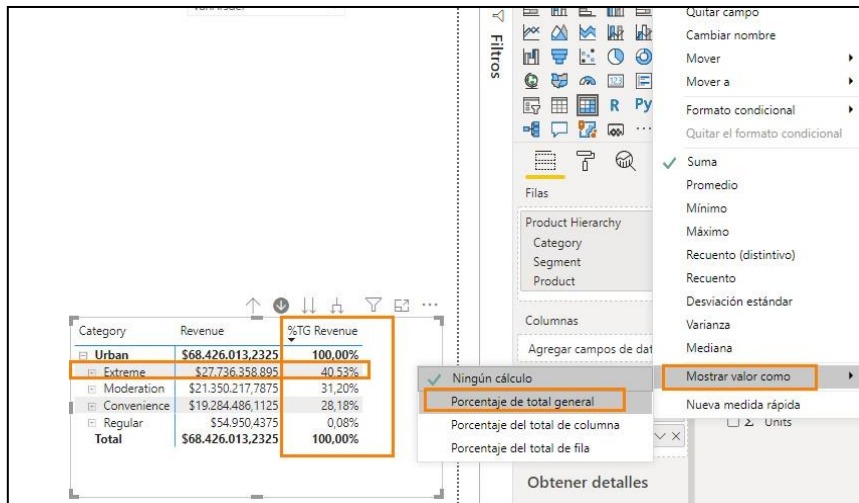 Filtros
R Py
123
Filas
Product Hierarchy
Category
Segment
Product
Columnas
Agregar campos de dat
Σ Units
Obtener detalles
Quitar campo
Cambiar nombre
Mover
Mover a
Formato condicional
Quitar el formato condicional
Suma
Promedio
Mínimo
Máximo
Recuento (distintivo)
Recuento
Desviación estándar
Varianza
Mediana
Mostrar valor como
Nueva medida rápida
Ningún cálculo
Porcentaje de total general
Porcentaje del total de columna
Porcentaje del total de fila
Category Revenue %TG Revenue
Urban $68.426.013,2325 100,00%
Extreme $27.736.358.895 40,53%
Moderation $21.350.217,7875 31,20%
Convenience $19.284.486,1125 28,18%
Regular $54.950,4375 0,08%
Total $68.426.013,2325 100,00%